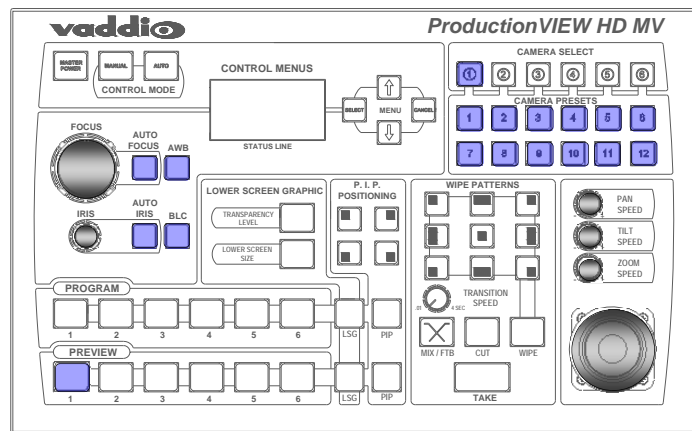 vaddio
ProductionVIEW HD MV
MASTER
POWER
MANUAL
AUTO
CONTROL MODE
CONTROL MENUS
STATUS LINE
SELECT
MENU
CANCEL
CAMERA SELECT
1 2 3 4 5 6
CAMERA PRESETS
1 2 3 4 5 6
7 8 9 10 11 12
FOCUS
AUTO
FOCUS
AWB
IRIS
AUTO
IRIS
BLC
LOWER SCREEN GRAPHIC
TRANSPARENCY
LEVEL
LOWER SCREEN
SIZE
P. I. P.
POSITIONING
WIPE PATTERNS
TRANSITION
SPEED
.01 4 SEC
MIX / FTB
CUT
WIPE
TAKE
PAN
SPEED
TILT
SPEED
ZOOM
SPEED
PROGRAM
1 2 3 4 5 6 LSG PIP
PREVIEW
1 2 3 4 5 6 LSG PIP